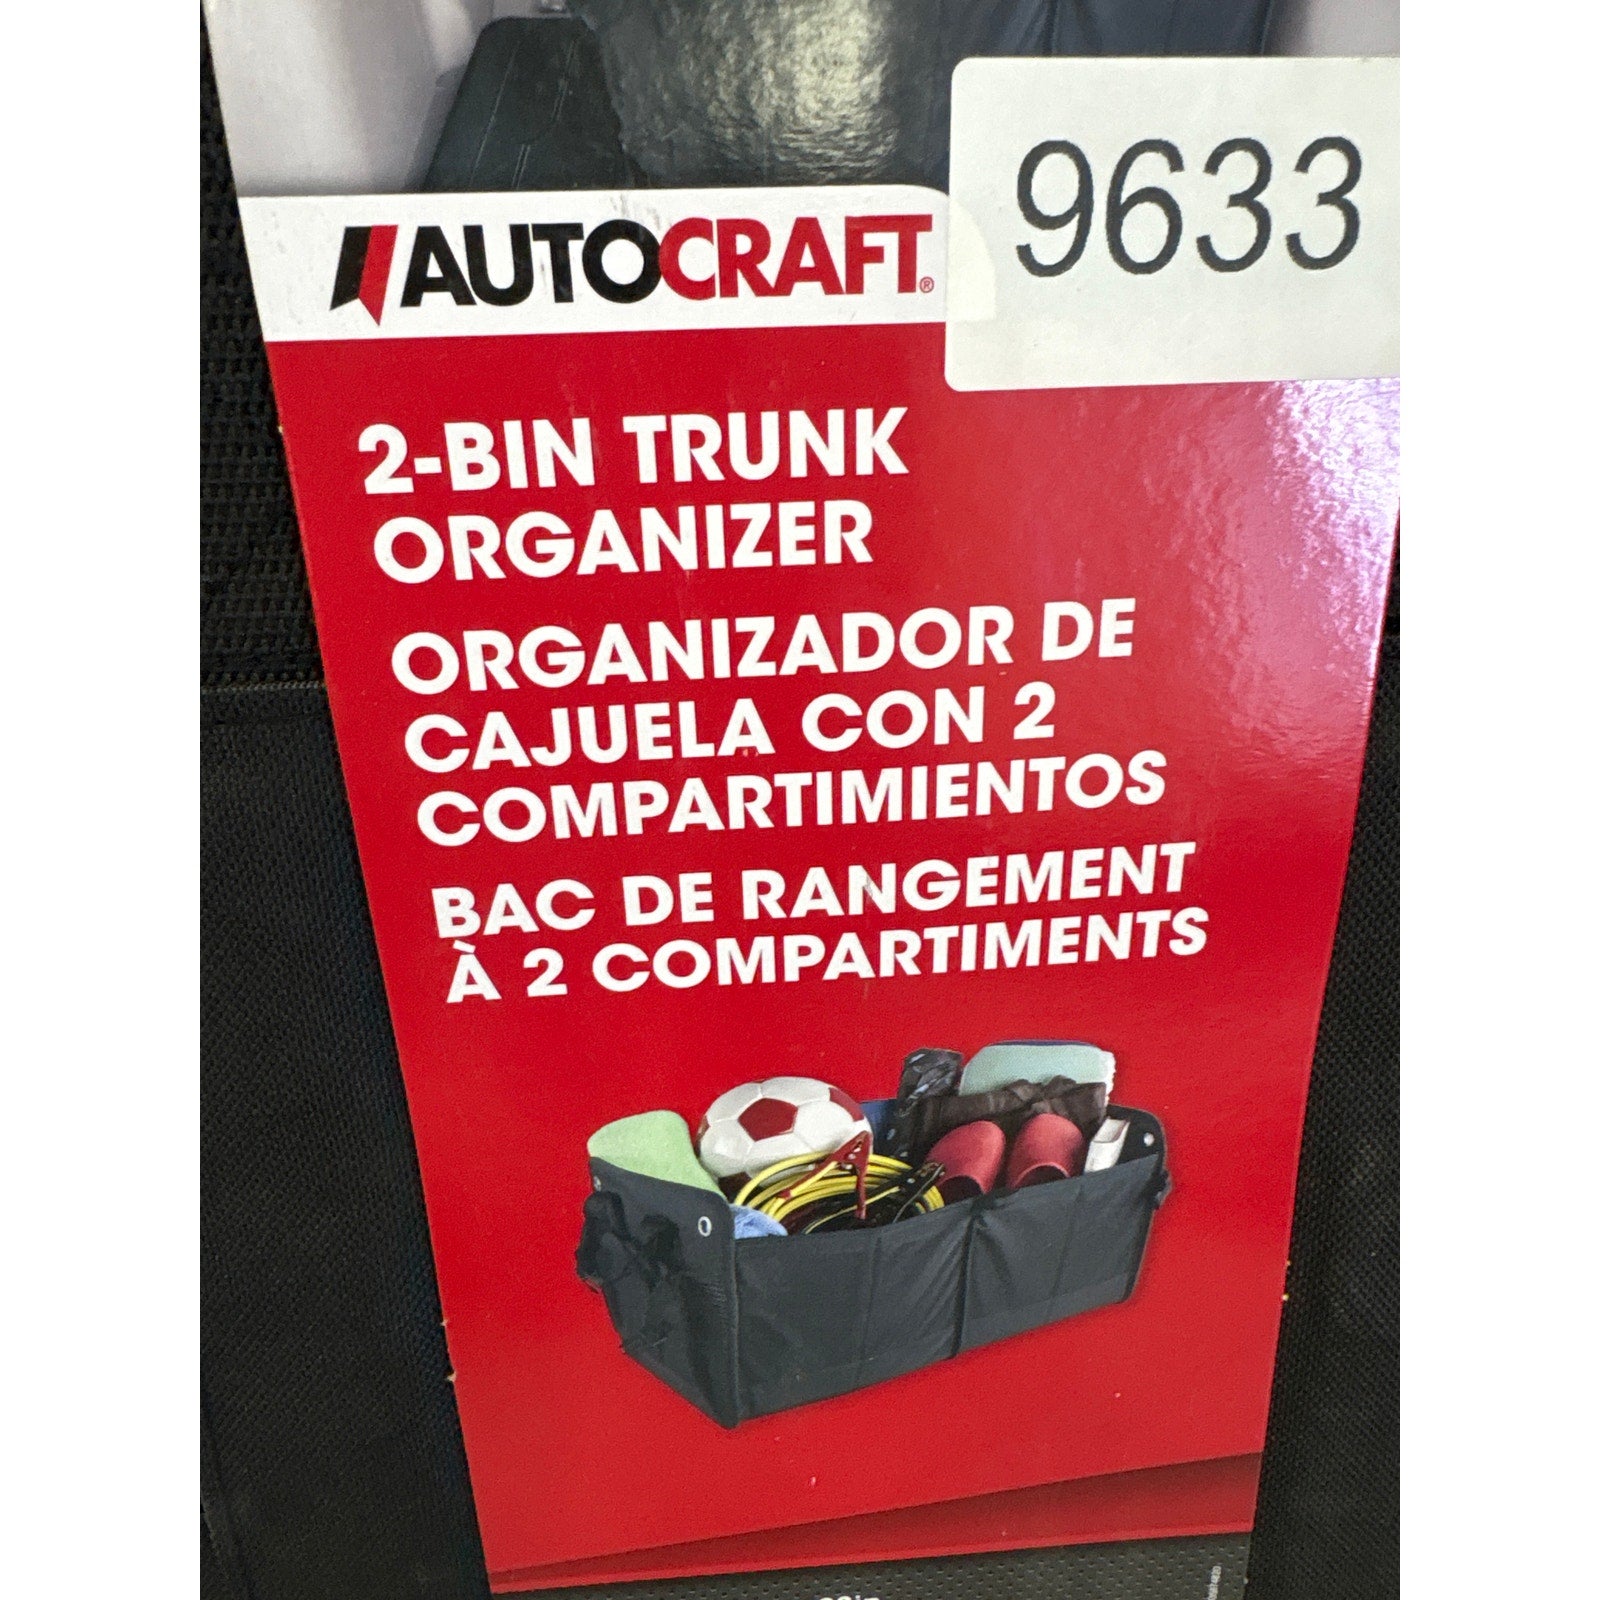 9633
AUTOCRAFT®
2-BIN TRUNK
ORGANIZER
ORGANIZADOR DE
CAJUELA CON 2
COMPARTIMIENTOS
BAC DE RANGEMENT
À 2 COMPARTIMENTS